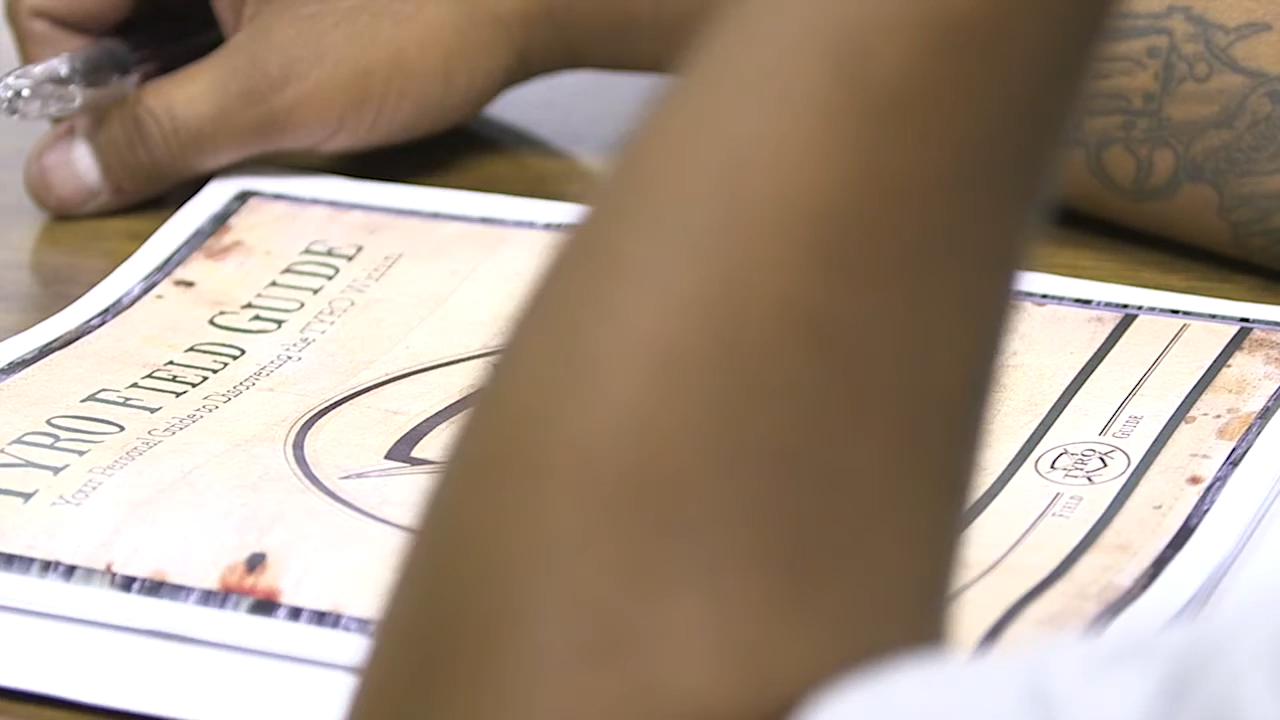 TYRO FIELD GUIDE
Your Personal Guide to Discovering the TYRO Within
FIELD
TYRO
GUIDE